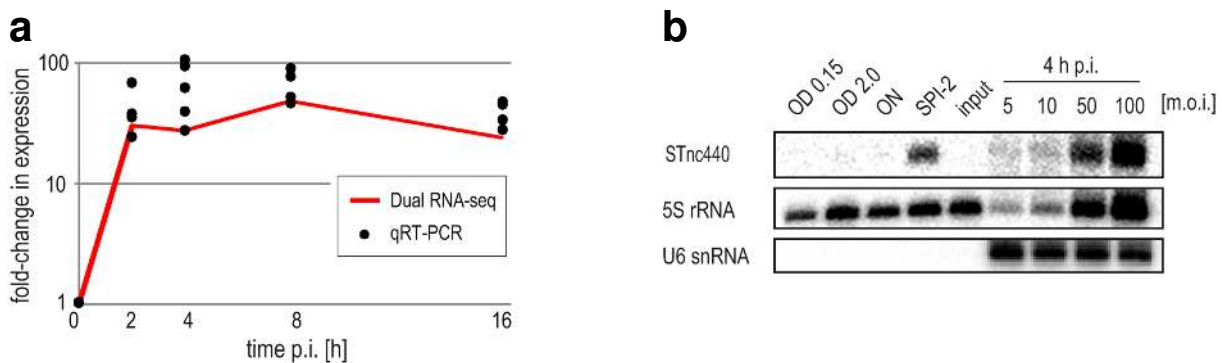 a
fold-change in expression
100
10
1
0
2
4
8
16
time p.i. [h]
Dual RNA-seq
qRT-PCR
b
OD 0.15
OD 2.0
ON
SPI-2
input
4 h p.i.
5 10 50 100 [m.o.i.]
STnc440
5S rRNA
U6 snRNA